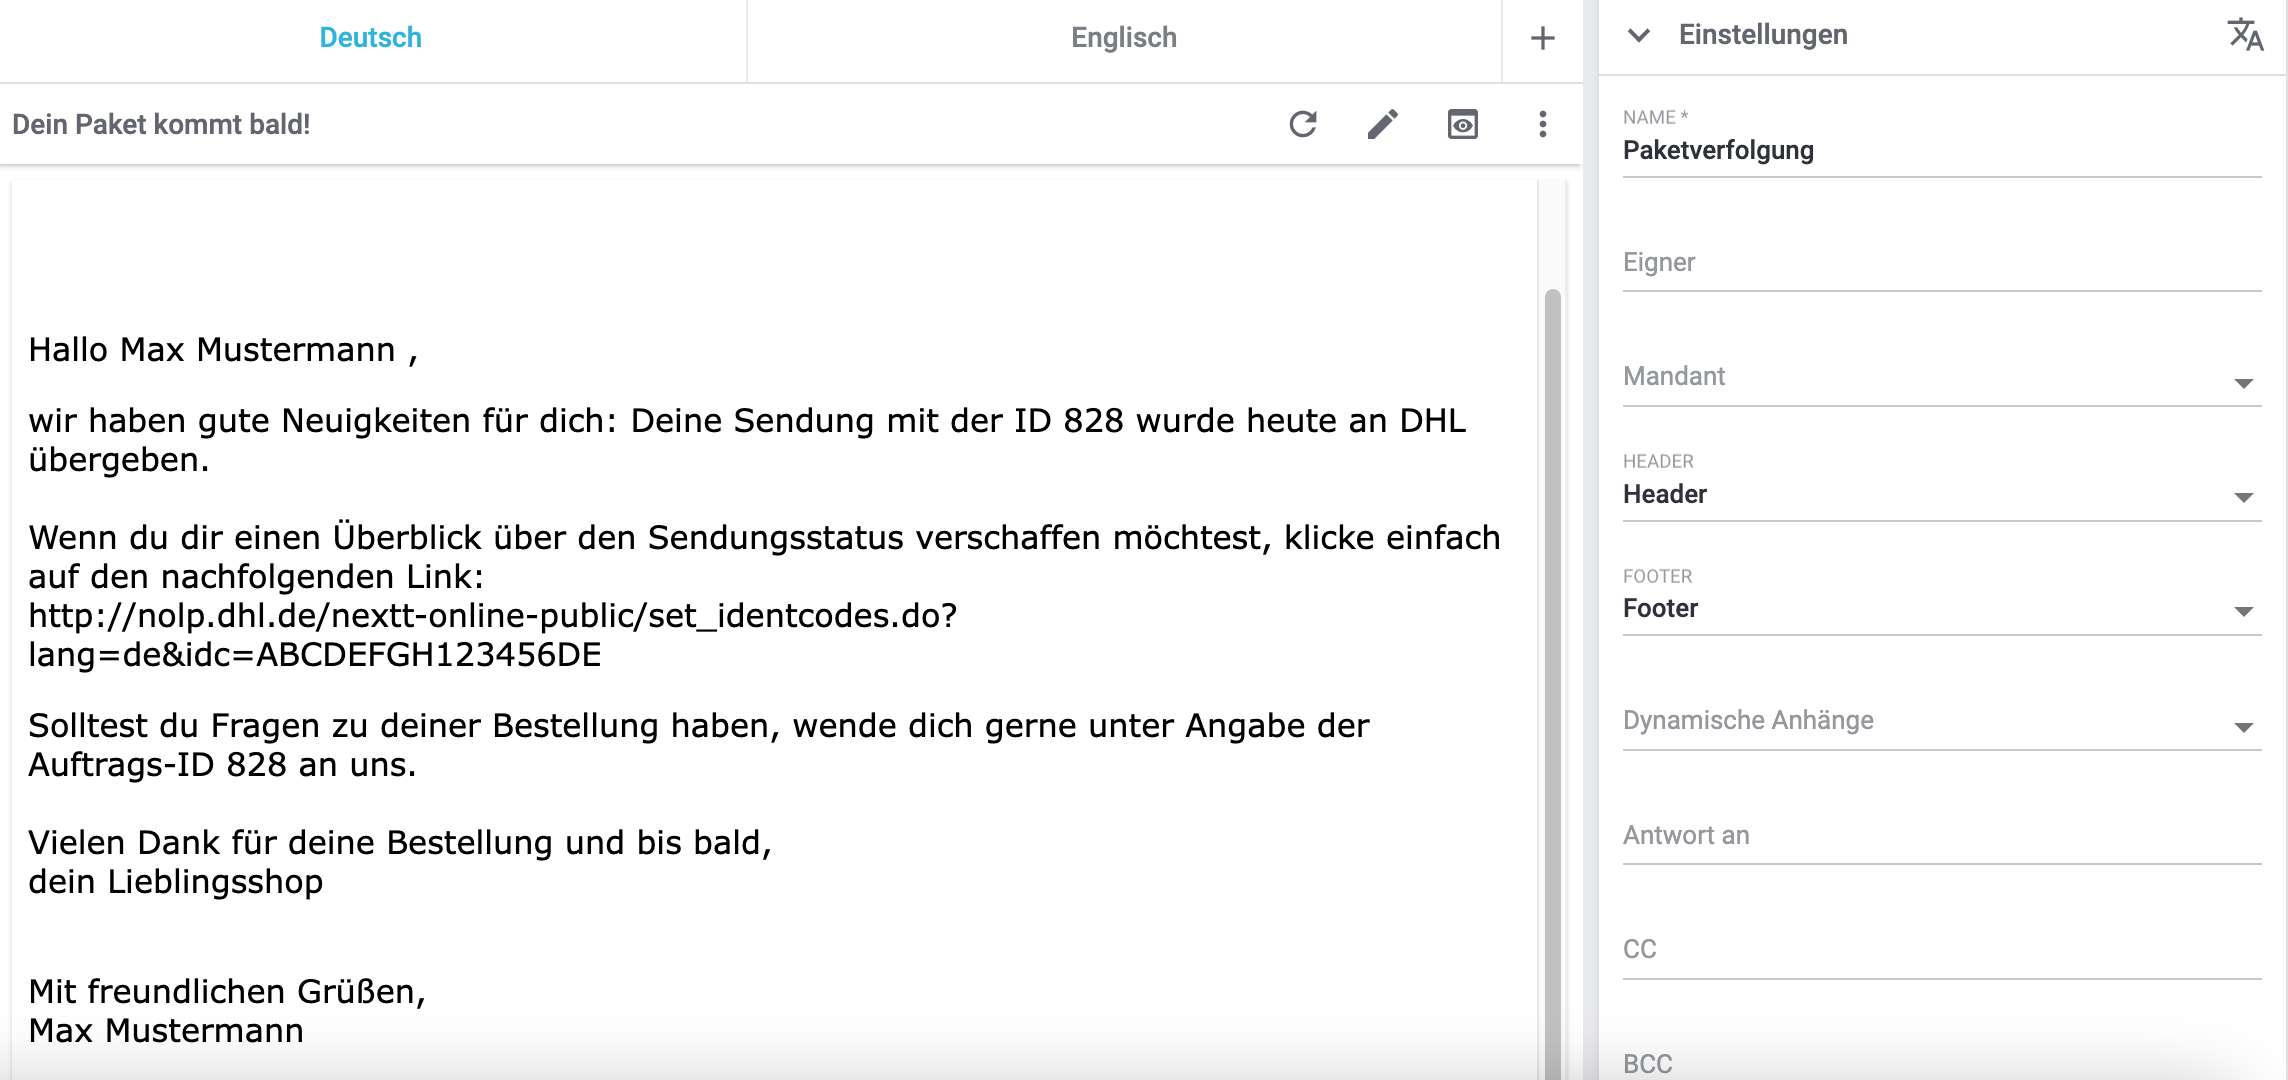 Deutsch
Englisch
Dein Paket kommt bald!
Hallo Max Mustermann ,
wir haben gute Neuigkeiten für dich: Deine Sendung mit der ID 828 wurde heute an DHL
übergeben.
Wenn du dir einen Überblick über den Sendungsstatus verschaffen möchtest, klicke einfach
auf den nachfolgenden Link:
http://nolp.dhl.de/nextt-online-public/set_identcodes.do?
lang=de&idc=ABCDEFGH123456DE
Solltest du Fragen zu deiner Bestellung haben, wende dich gerne unter Angabe der
Auftrags-ID 828 an uns.
Vielen Dank für deine Bestellung und bis bald,
dein Lieblingsshop
Mit freundlichen Grüßen,
Max Mustermann
Einstellungen
NAME *
Paketverfolgung
Eigner
Mandant
HEADER
Header
FOOTER
Footer
Dynamische Anhänge
Antwort an
CC
BCC